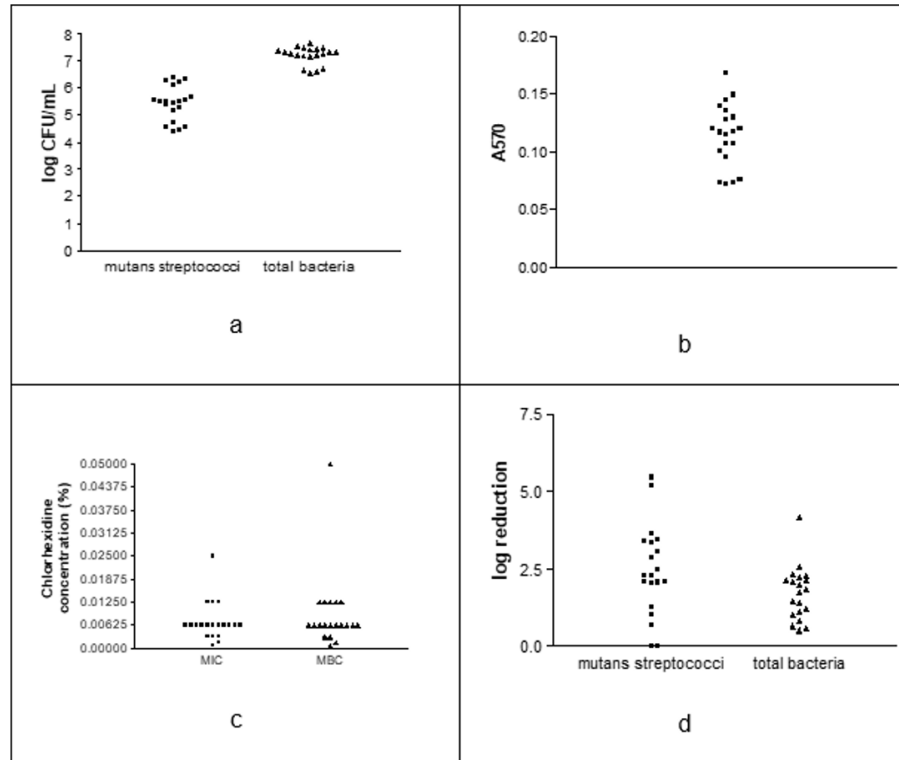 8
7
6
5
4
3
2
1
0
log CFU/mL
mutans streptococci total bacteria
a
0.20
0.15
0.10
0.05
0.00
A570
b
0.05000
0.04375
0.03750
0.03125
0.02500
0.01875
0.01250
0.00625
0.00000
Chlorhexidine
concentration (%)
MIC MBC
c
7.5
5.0
2.5
0.0
log reduction
mutans streptococci total bacteria
d